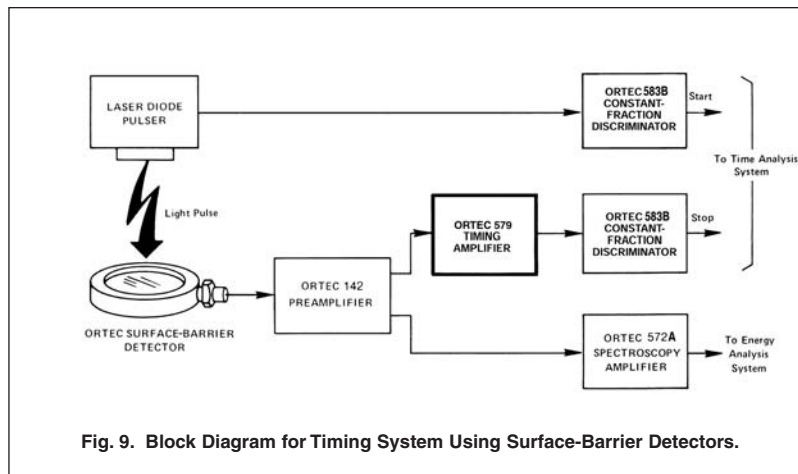 LASER DIODE
PULSER
ORTEC 583B
CONSTANT-
FRACTION
DISCRIMINATOR
Start
To Time Analysis
System
Light Pulse
ORTEC 579
TIMING
AMPLIFIER
ORTEC 583B
CONSTANT-
FRACTION
DISCRIMINATOR
Stop
ORTEC 142
PREAMPLIFIER
ORTEC SURFACE-BARRIER
DETECTOR
ORTEC 572A
SPECTROSCOPY
AMPLIFIER
To Energy
Analysis
System
Fig. 9. Block Diagram for Timing System Using Surface-Barrier Detectors.